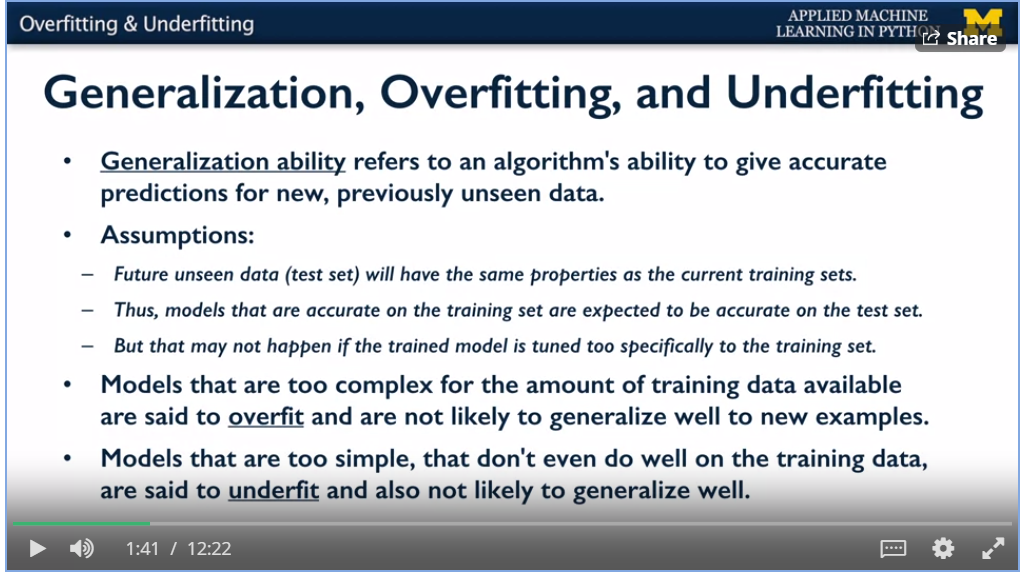 Overfitting & Underfitting
APPLIED MACHINE
LEARNING IN PYTHON
M
Share
Generalization, Overfitting, and Underfitting
• Generalization ability refers to an algorithm's ability to give accurate
predictions for new, previously unseen data.
• Assumptions:
– Future unseen data (test set) will have the same properties as the current training sets.
– Thus, models that are accurate on the training set are expected to be accurate on the test set.
– But that may not happen if the trained model is tuned too specifically to the training set.
• Models that are too complex for the amount of training data available
are said to overfit and are not likely to generalize well to new examples.
• Models that are too simple, that don't even do well on the training data,
are said to underfit and also not likely to generalize well.
1:41 / 12:22